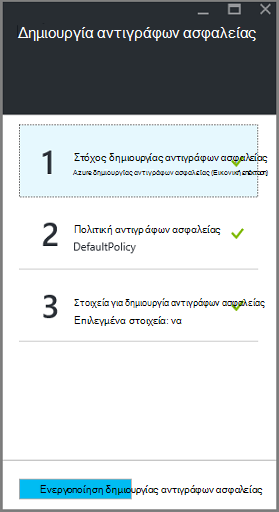 Δημιουργία αντιγράφων ασφαλείας
1
Στόχος δημιουργίας αντιγράφων ασφαλείας
Azure δημιουργίας αντιγράφων ασφαλείας (Εικονική
2
Πολιτική αντιγράφων ασφαλείας
DefaultPolicy
3
Στοιχεία για δημιουργία αντιγράφων ασφαλείας
Επιλεγμένα στοιχεία: να
Ενεργοποίηση δημιουργίας αντιγράφων ασφαλείας